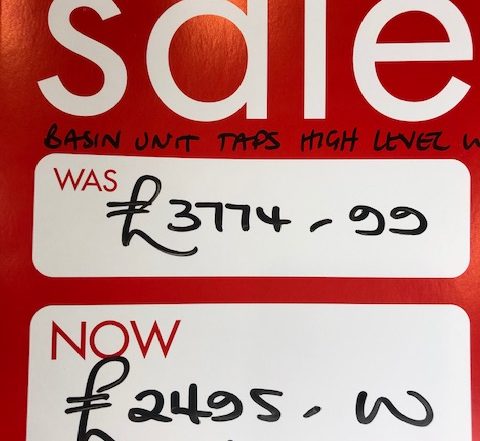 sale
BASIN UNIT TAPS HIGH LEVEL
WAS
£3774-99
NOW
£2495-